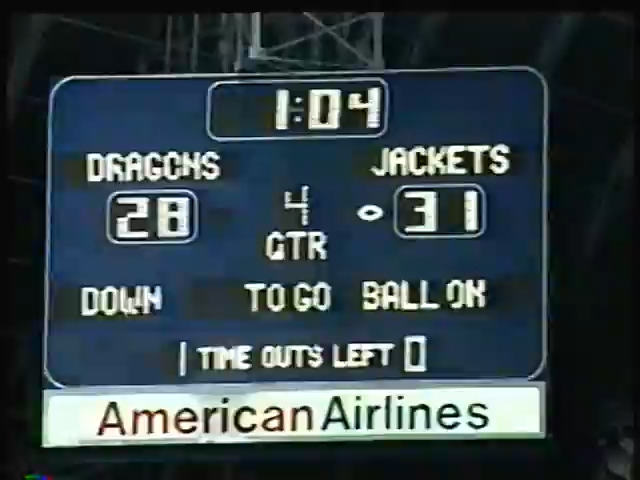 1:04
DRAGONS JACKETS
28 4 31
QTR
DOWN TO GO BALL ON
1 TIME OUTS LEFT 0
American Airlines